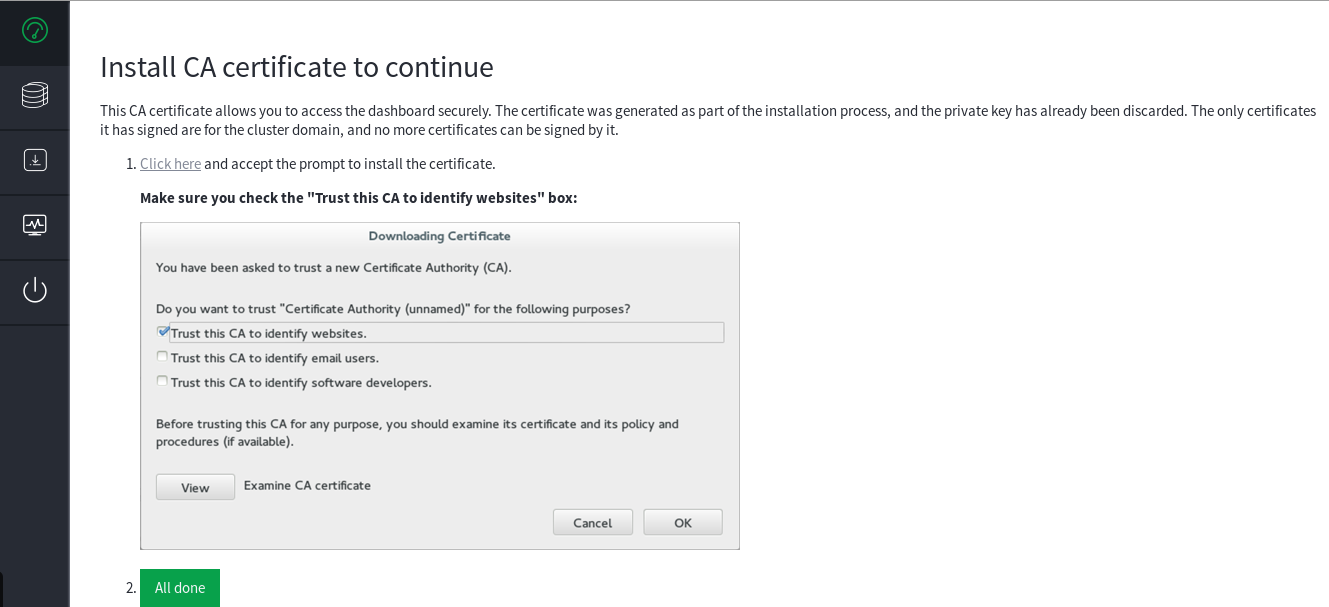 Install CA certificate to continue
This CA certificate allows you to access the dashboard securely. The certificate was generated as part of the installation process, and the private key has already been discarded. The only certificates
it has signed are for the cluster domain, and no more certificates can be signed by it.
1. Click here and accept the prompt to install the certificate.
Make sure you check the "Trust this CA to identify websites" box:
Downloading Certificate
You have been asked to trust a new Certificate Authority (CA).
Do you want to trust "Certificate Authority (unnamed)" for the following purposes?
Trust this CA to identify websites.
Trust this CA to identify email users.
Trust this CA to identify software developers.
Before trusting this CA for any purpose, you should examine its certificate and its policy and
procedures (if available).
View Examine CA certificate
Cancel OK
2. All done